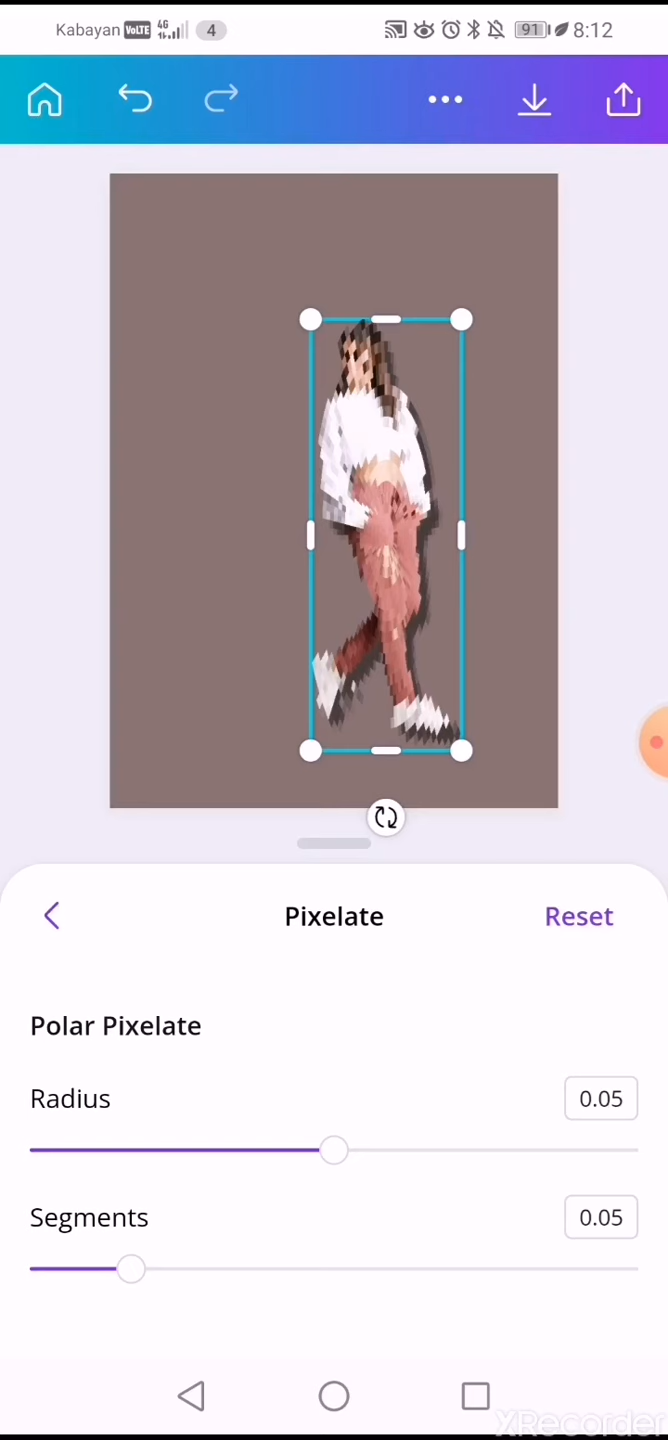 Kabayan VoLTE 4G 4 91 8:12
Pixelate Reset
Polar Pixelate
Radius 0.05
Segments 0.05
XRecorder